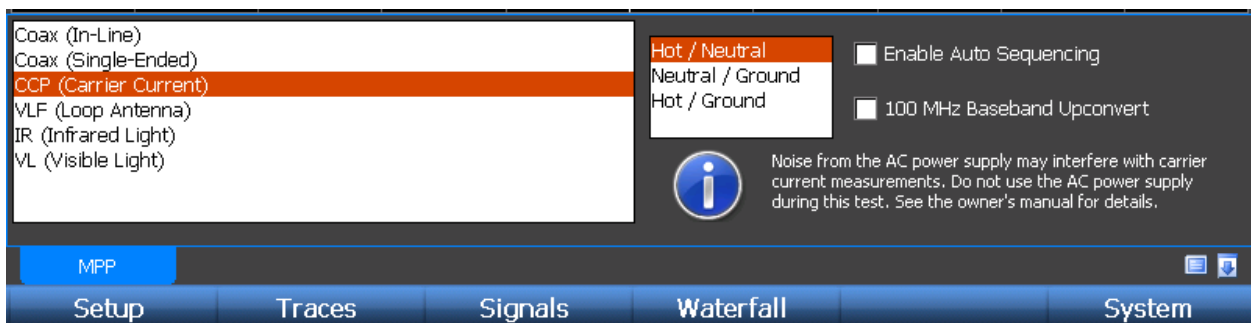 Coax (In-Line)
Coax (Single-Ended)
CCP (Carrier Current)
VLF (Loop Antenna)
IR (Infrared Light)
VL (Visible Light)
Hot / Neutral
Neutral / Ground
Hot / Ground
Enable Auto Sequencing
100 MHz Baseband Upconvert
Noise from the AC power supply may interfere with carrier
current measurements. Do not use the AC power supply
during this test. See the owner's manual for details.
MPP
Setup
Traces
Signals
Waterfall
System